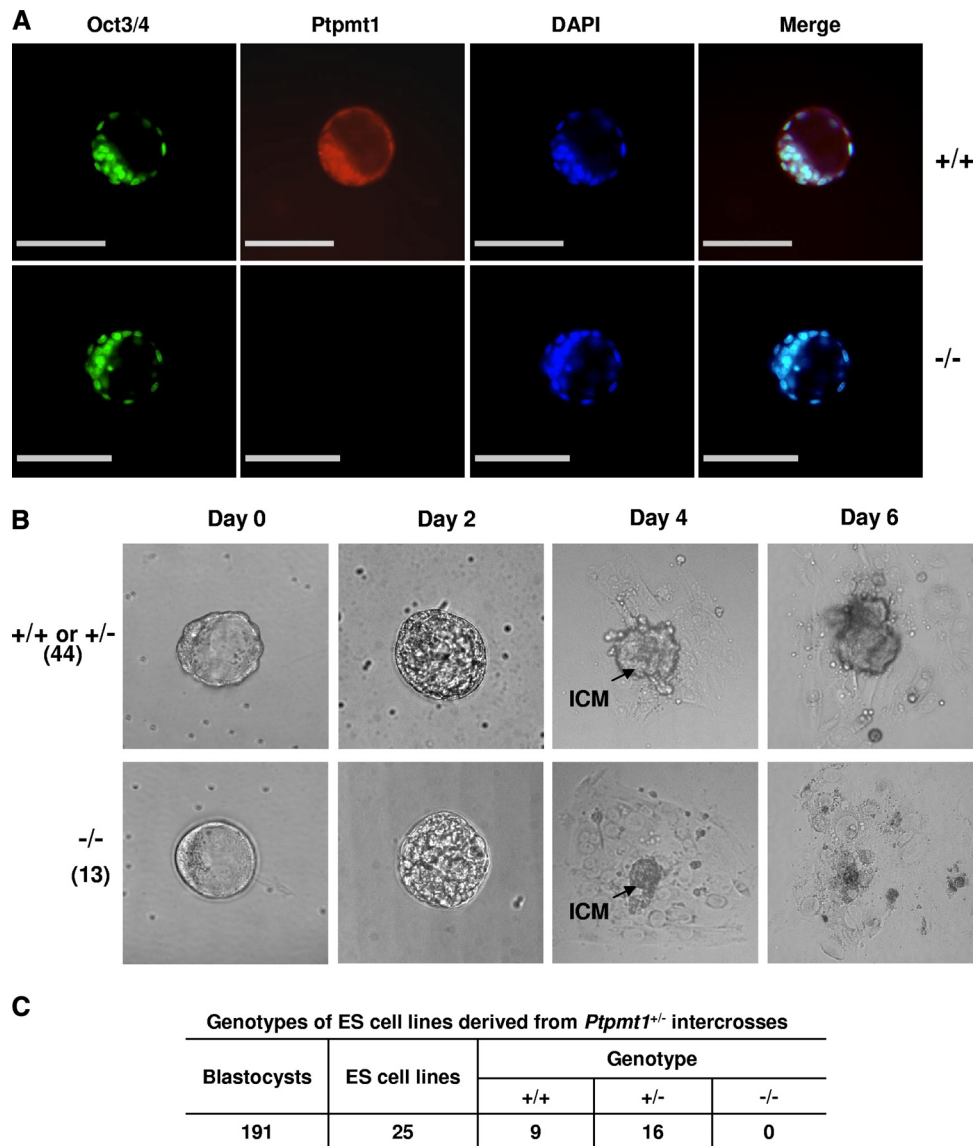 A
Oct3/4 Ptpmt1 DAPI Merge
+/+
-/-
B
Day 0 Day 2 Day 4 Day 6
+/+ or +/-
(44)
ICM
-/-
(13)
ICM
C
Genotypes of ES cell lines derived from Ptpmt1+/- intercrosses
Blastocysts ES cell lines Genotype
+/+ +/- -/-
191 25 9 16 0